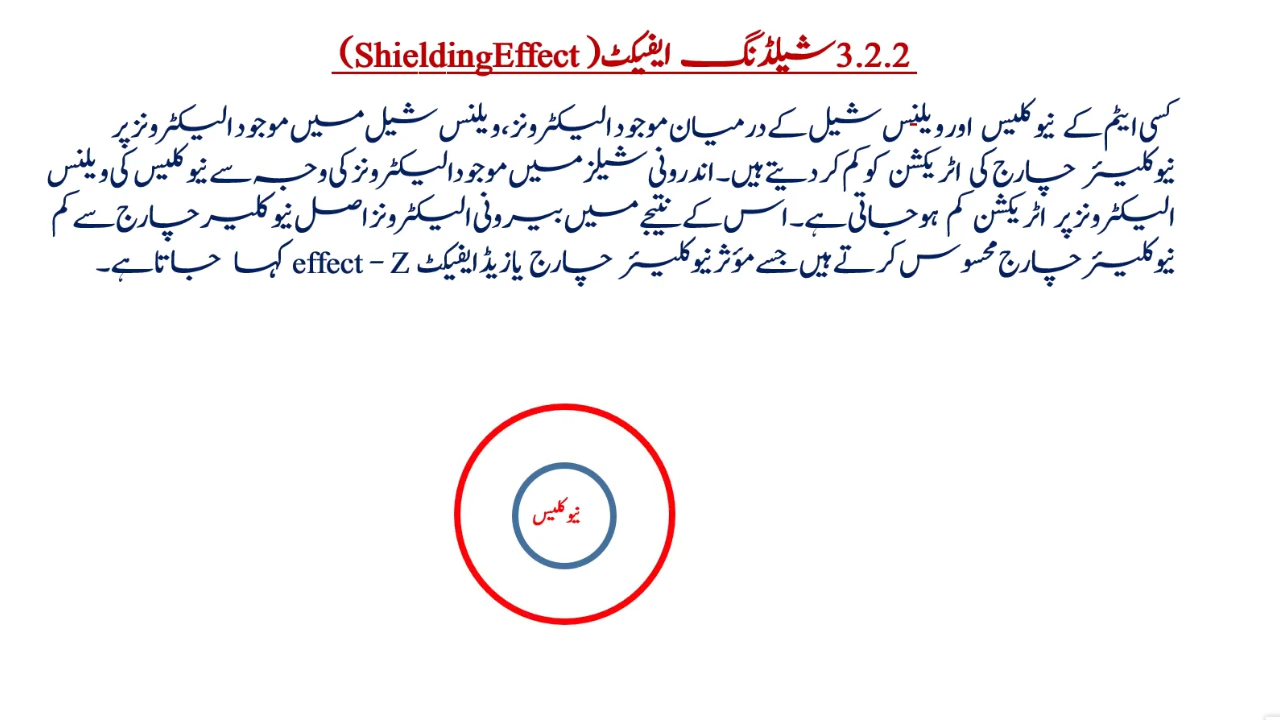 3.2.2شیلڈنگ ایفیکٹ( ShieldingEffect)
کسی ایٹم کے نیوکلیس اور ویلنیس شیل کے درمیان موجود الیکٹرونز،ویلنس شیل میں موجود الیکٹرونز پر
نیوکلیئر چارج کی اٹریکشن کو کم کر دیتے ہیں۔اندرونی شیلز میں موجود الیکٹرونز کی وجہ سے نیوکلیس کی ویلنس
الیکٹرونز پر اٹریکشن کم ہو جاتی ہے۔اس کے نتیجے میں بیرونی الیکٹرونز اصل نیوکلیر چارج سے کم
نیوکلیئر چارج محسوس کرتے ہیں جسے مؤثر نیوکلیئر چارج یا زیڈ ایفیکٹ effect – Z کہا جاتا ہے۔
نیوکلیس